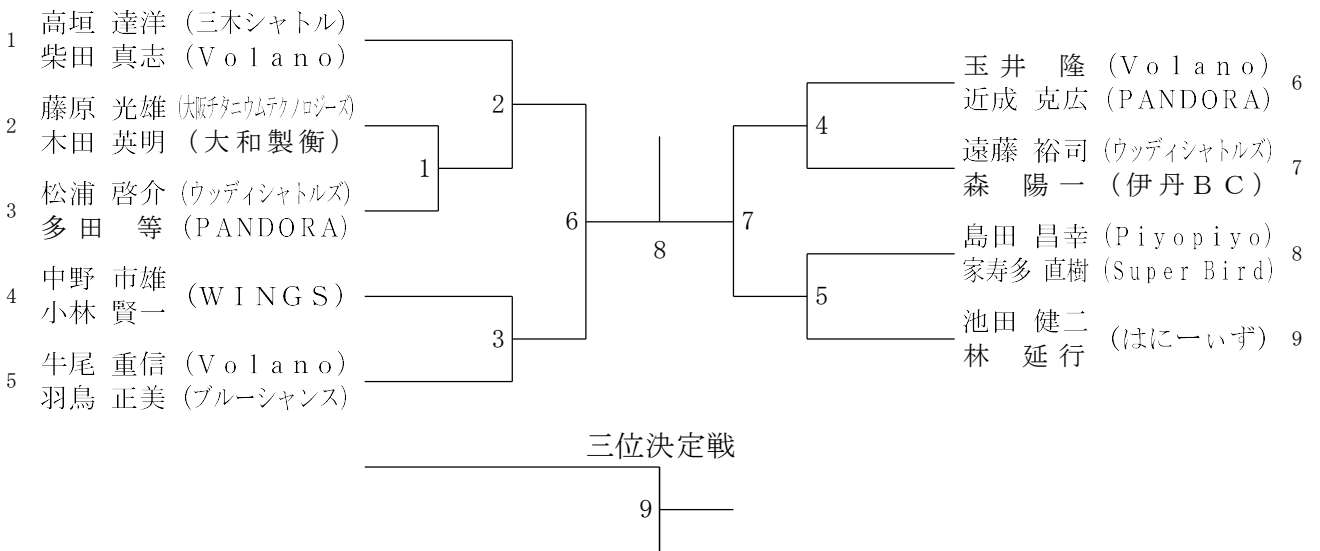 1
高垣 達洋 (三木シャトル)
柴田 真志 (Volano)
2
藤原 光雄 (大阪チタニウムテクノロジーズ)
木田 英明 (大和製衡)
3
松浦 啓介 (ウッディシャトルズ)
多田 等 (PANDORA)
4
中野 市雄
小林 賢一
(WINGS)
5
牛尾 重信 (Volano)
羽鳥 正美 (ブルーシャンス)
1
2
3
6
8
7
4
5
玉井 隆 (Volano)
近成 克広 (PANDORA)
6
遠藤 裕司 (ウッディシャトルズ)
森 陽一 (伊丹BC)
7
島田 昌幸 (Piyopiyo)
家寿多 直樹 (Super Bird)
8
池田 健二
林 延行
(はにーぃず)
9
三位決定戦
9